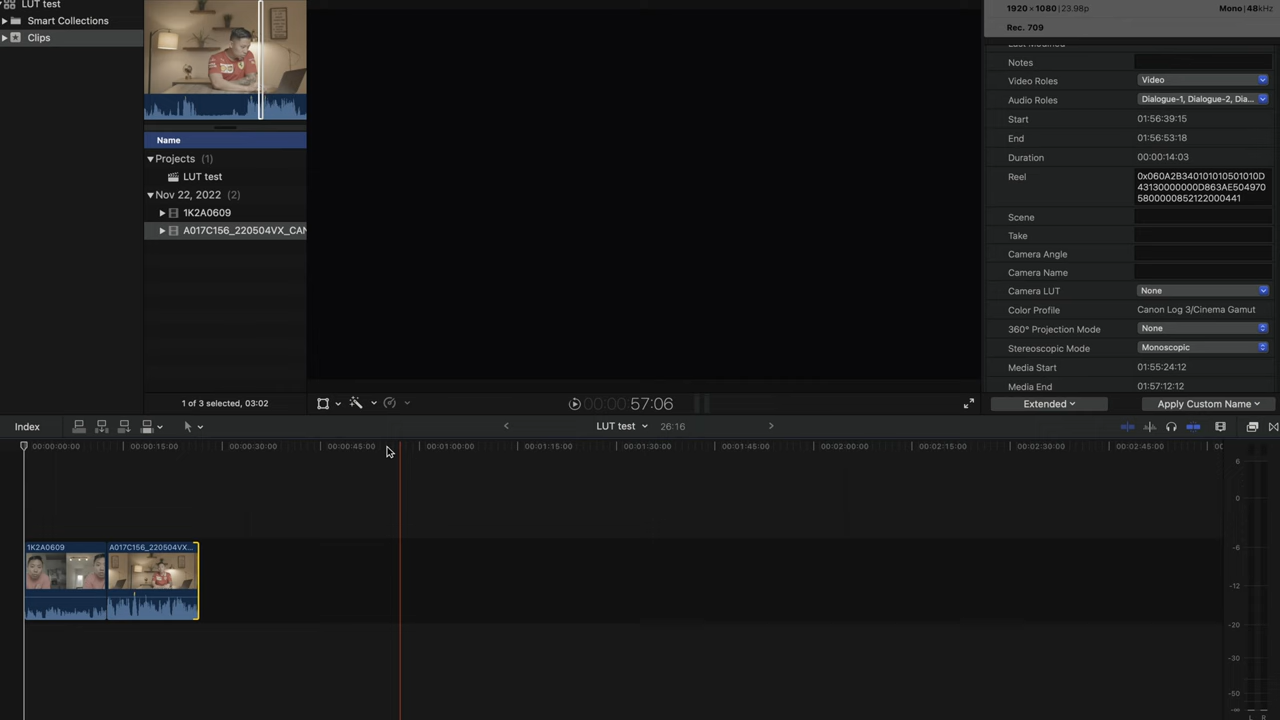 LUT test
Smart Collections
Clips
Name
Projects (1)
LUT test
Nov 22, 2022 (2)
1K2A0609
A017C156_220504VX_CAN
1 of 3 selected, 03:02
00:00:00 57:06
1920 × 1080 23.98p Mono 48kHz
Rec. 709
Last Modified
Notes
Video Roles Video
Audio Roles Dialogue-1, Dialogue-2, Dia...
Start 01:56:39:15
End 01:56:53:18
Duration 00:00:14:03
Reel 0x060A2B340101010501010D
43130000000D863AE504970
580000000852122000441
Scene
Take
Camera Angle
Camera Name
Camera LUT None
Color Profile Canon Log 3/Cinema Gamut
360° Projection Mode None
Stereoscopic Mode Monoscopic
Media Start 01:55:24:12
Media End 01:57:12:12
Extended Apply Custom Name
Index LUT test 26:16
00:00:00:00 00:00:15:00 00:00:30:00 00:00:45:00 00:01:00:00 00:01:15:00 00:01:30:00 00:01:45:00 00:02:00:00 00:02:15:00 00:02:30:00 00:02:45:00 00
1K2A0609 A017C156_220504VX...
6
0
-6
-12
-20
-30
-50
L R